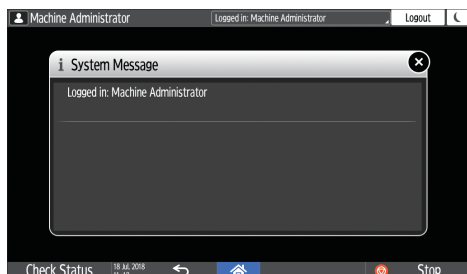 Machine Administrator
Logged in: Machine Administrator
Logout
System Message
Logged in: Machine Administrator
Check Status
18 Jul. 2018
Stop